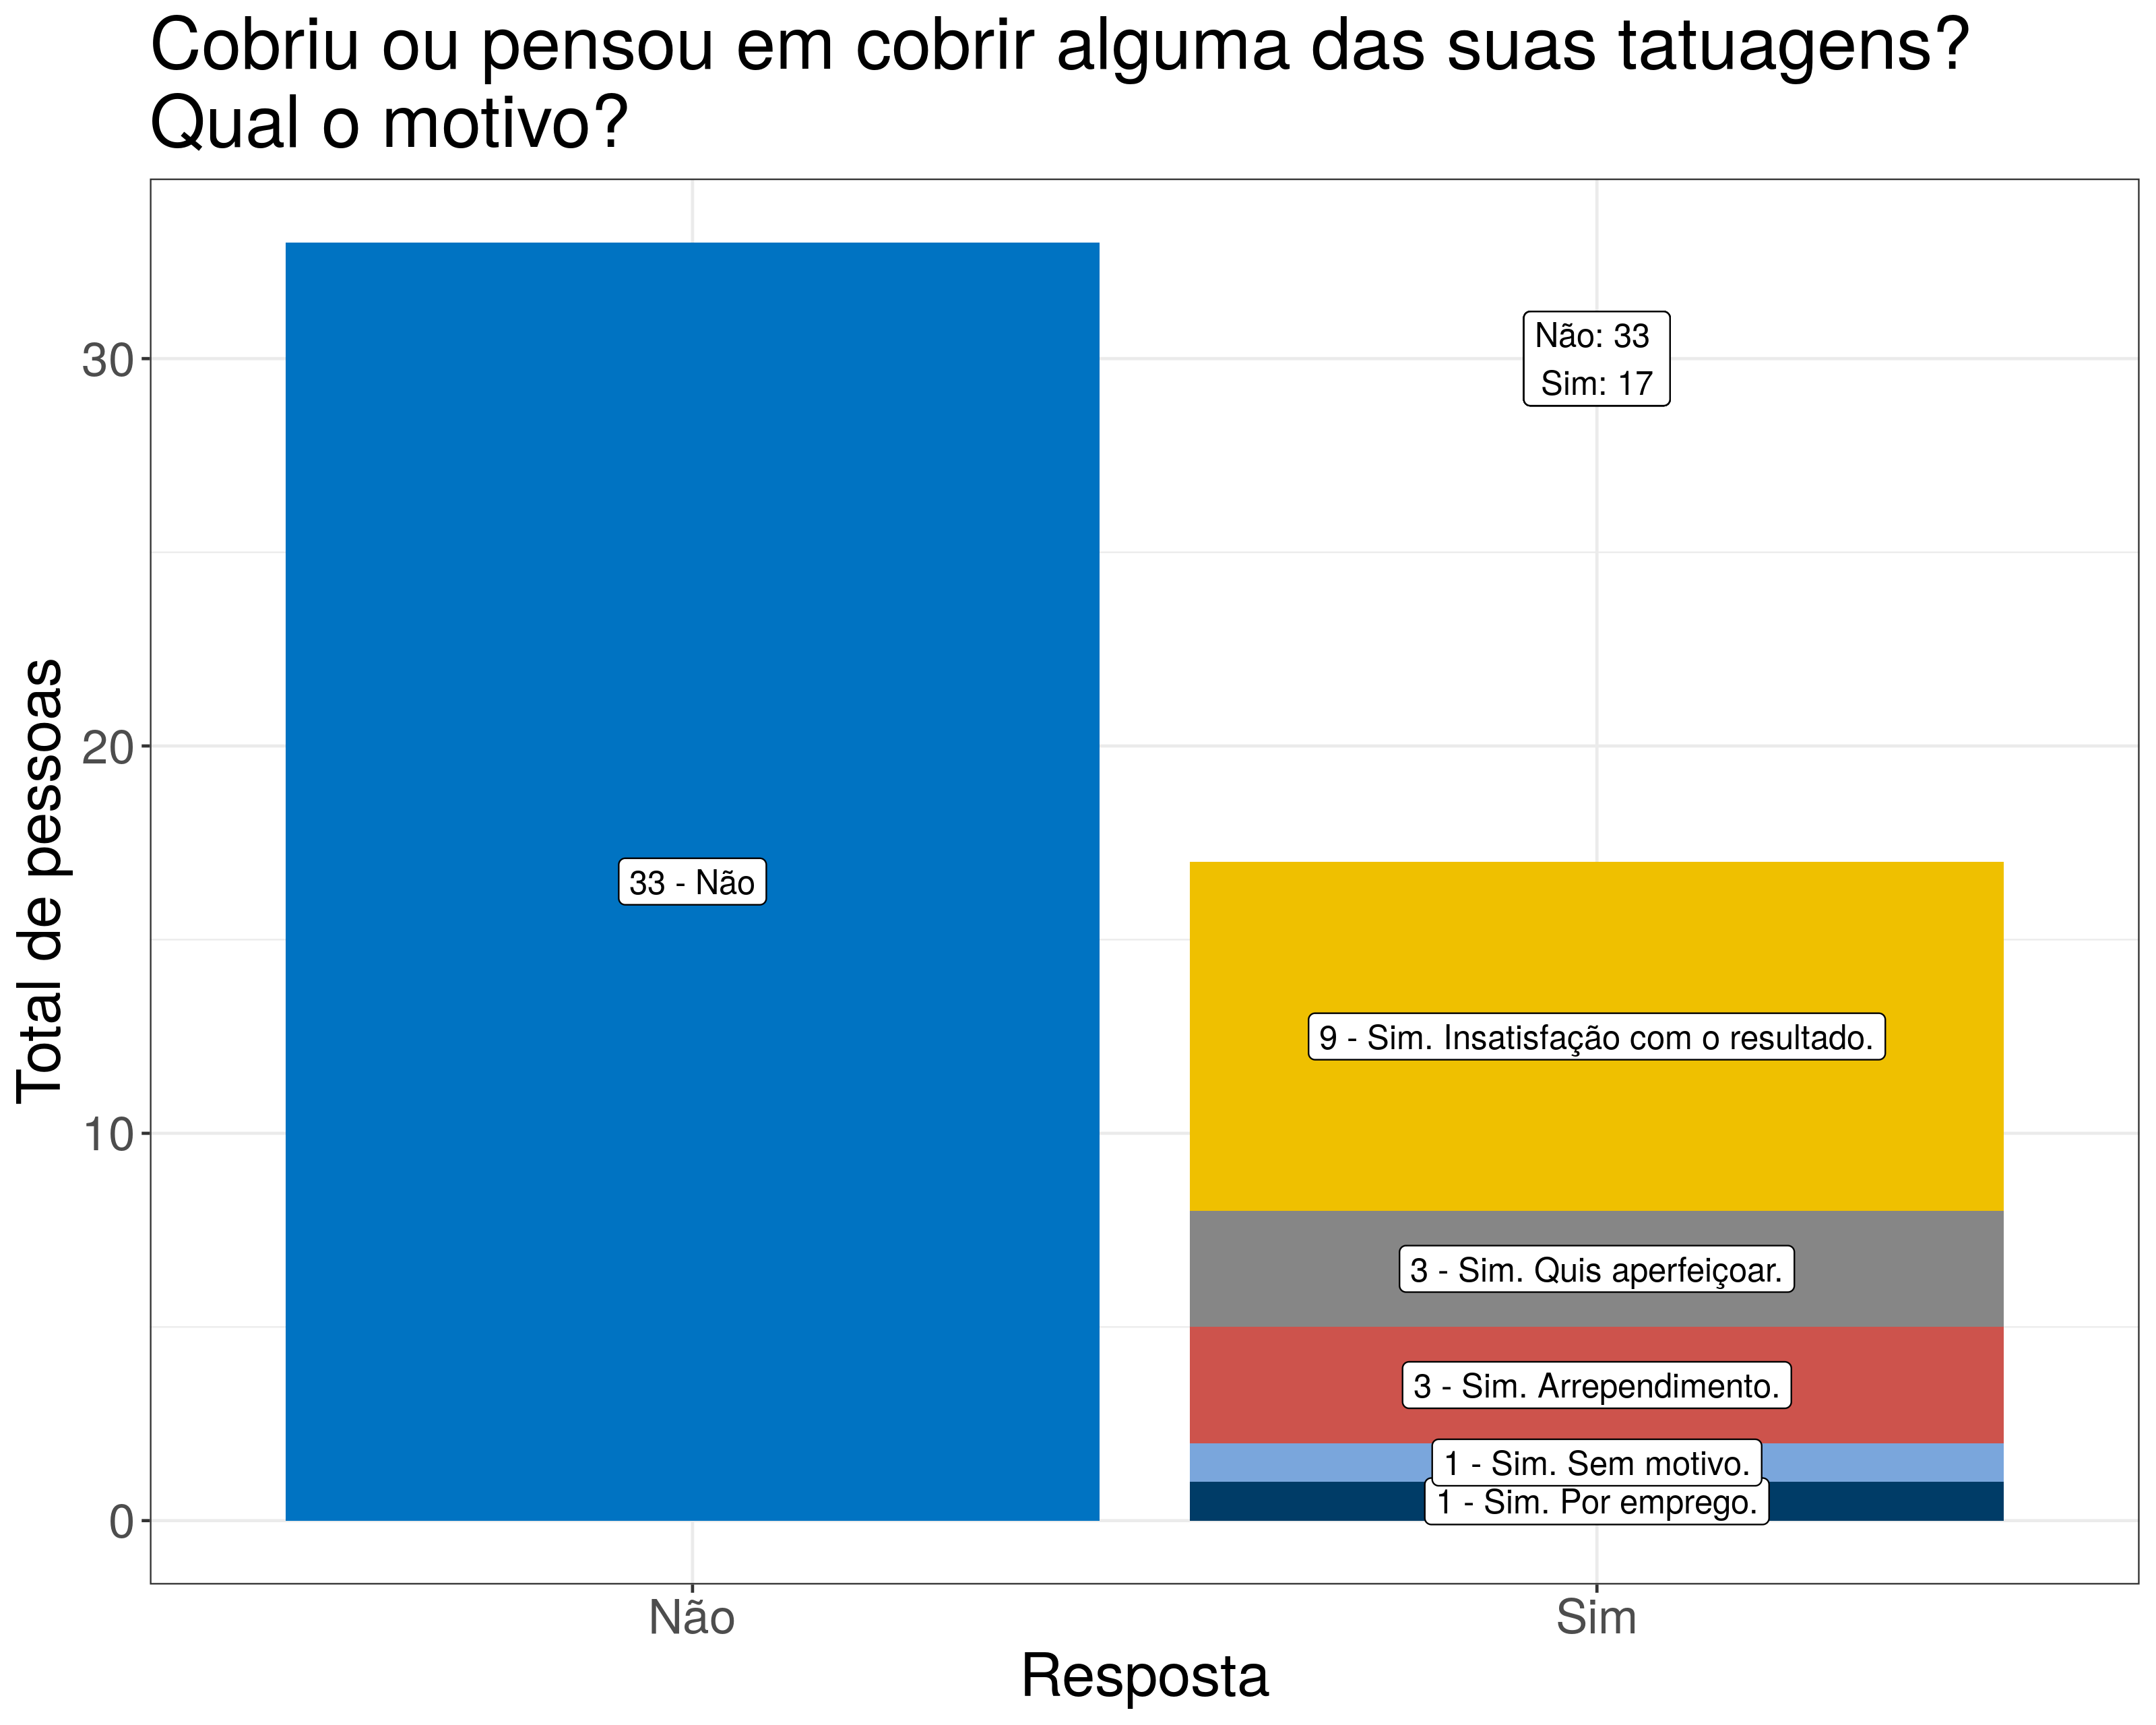 Cobriu ou pensou em cobrir alguma das suas tatuagens?
Qual o motivo?
Total de pessoas
30
20
10
0
33 - Não
Não: 33
Sim: 17
9 - Sim. Insatisfação com o resultado.
3 - Sim. Quis aperfeiçoar.
3 - Sim. Arrependimento.
1 - Sim. Sem motivo.
1 - Sim. Por emprego.
Não
Sim
Resposta